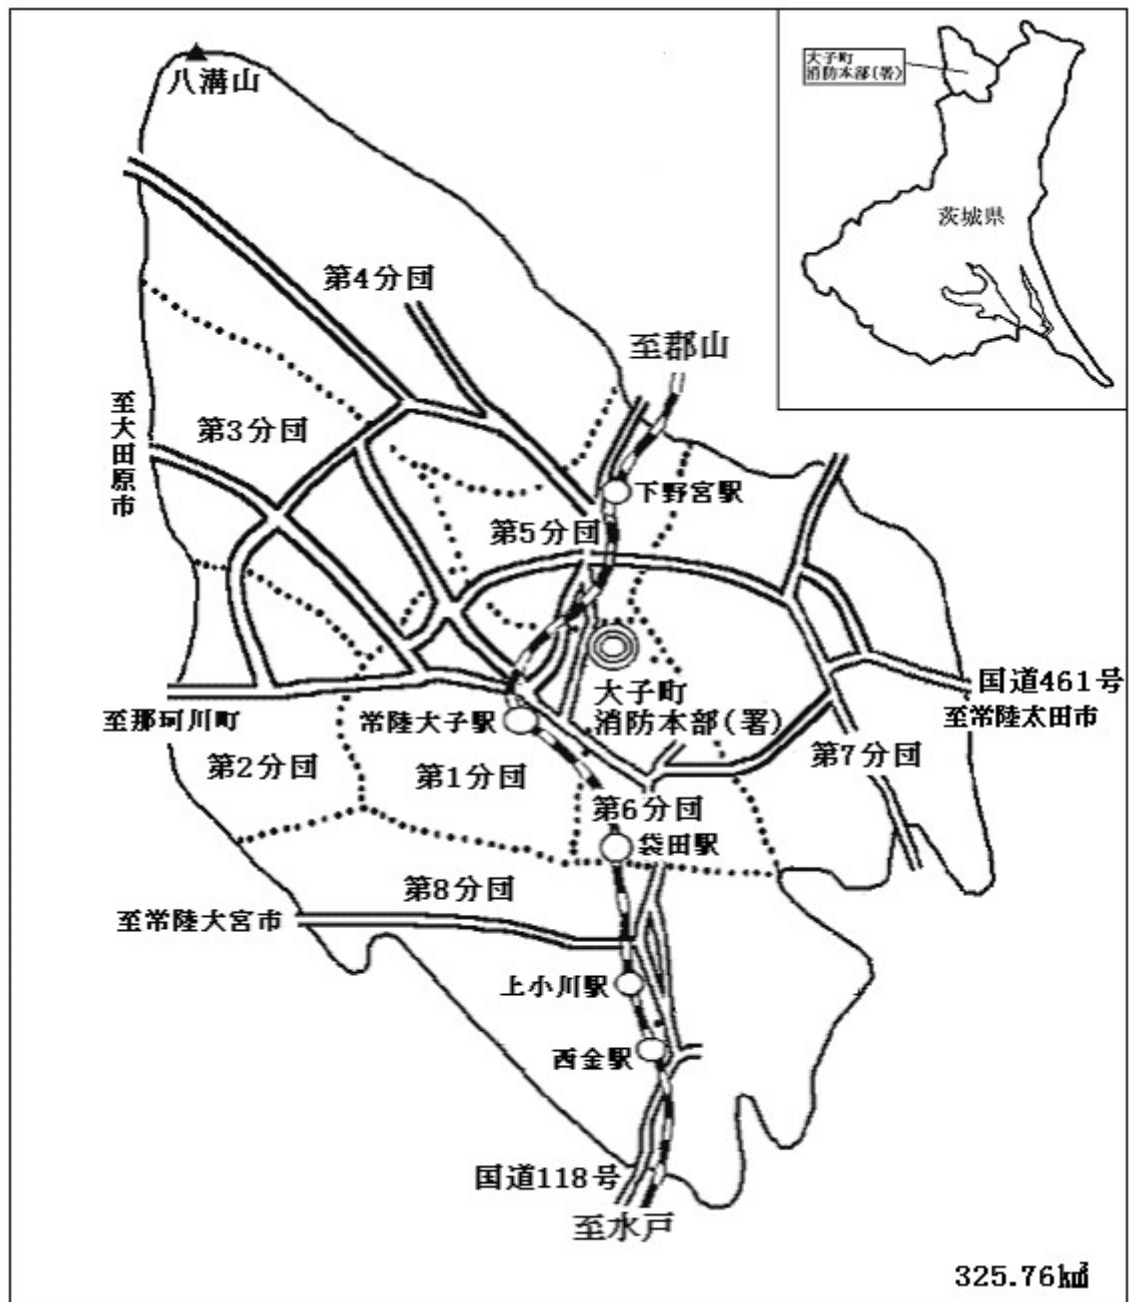 八溝山
大子町
消防本部(署)
茨城県
第4分団
至郡山
至大田原市
第3分団
下野宮駅
第5分団
大子町
消防本部(署)
国道461号
至常陸太田市
至那珂川町
常陸大子駅
第7分団
第2分団
第1分団
第6分団
袋田駅
第8分団
至常陸大宮市
上小川駅
西金駅
国道118号
至水戸
325.76k㎡